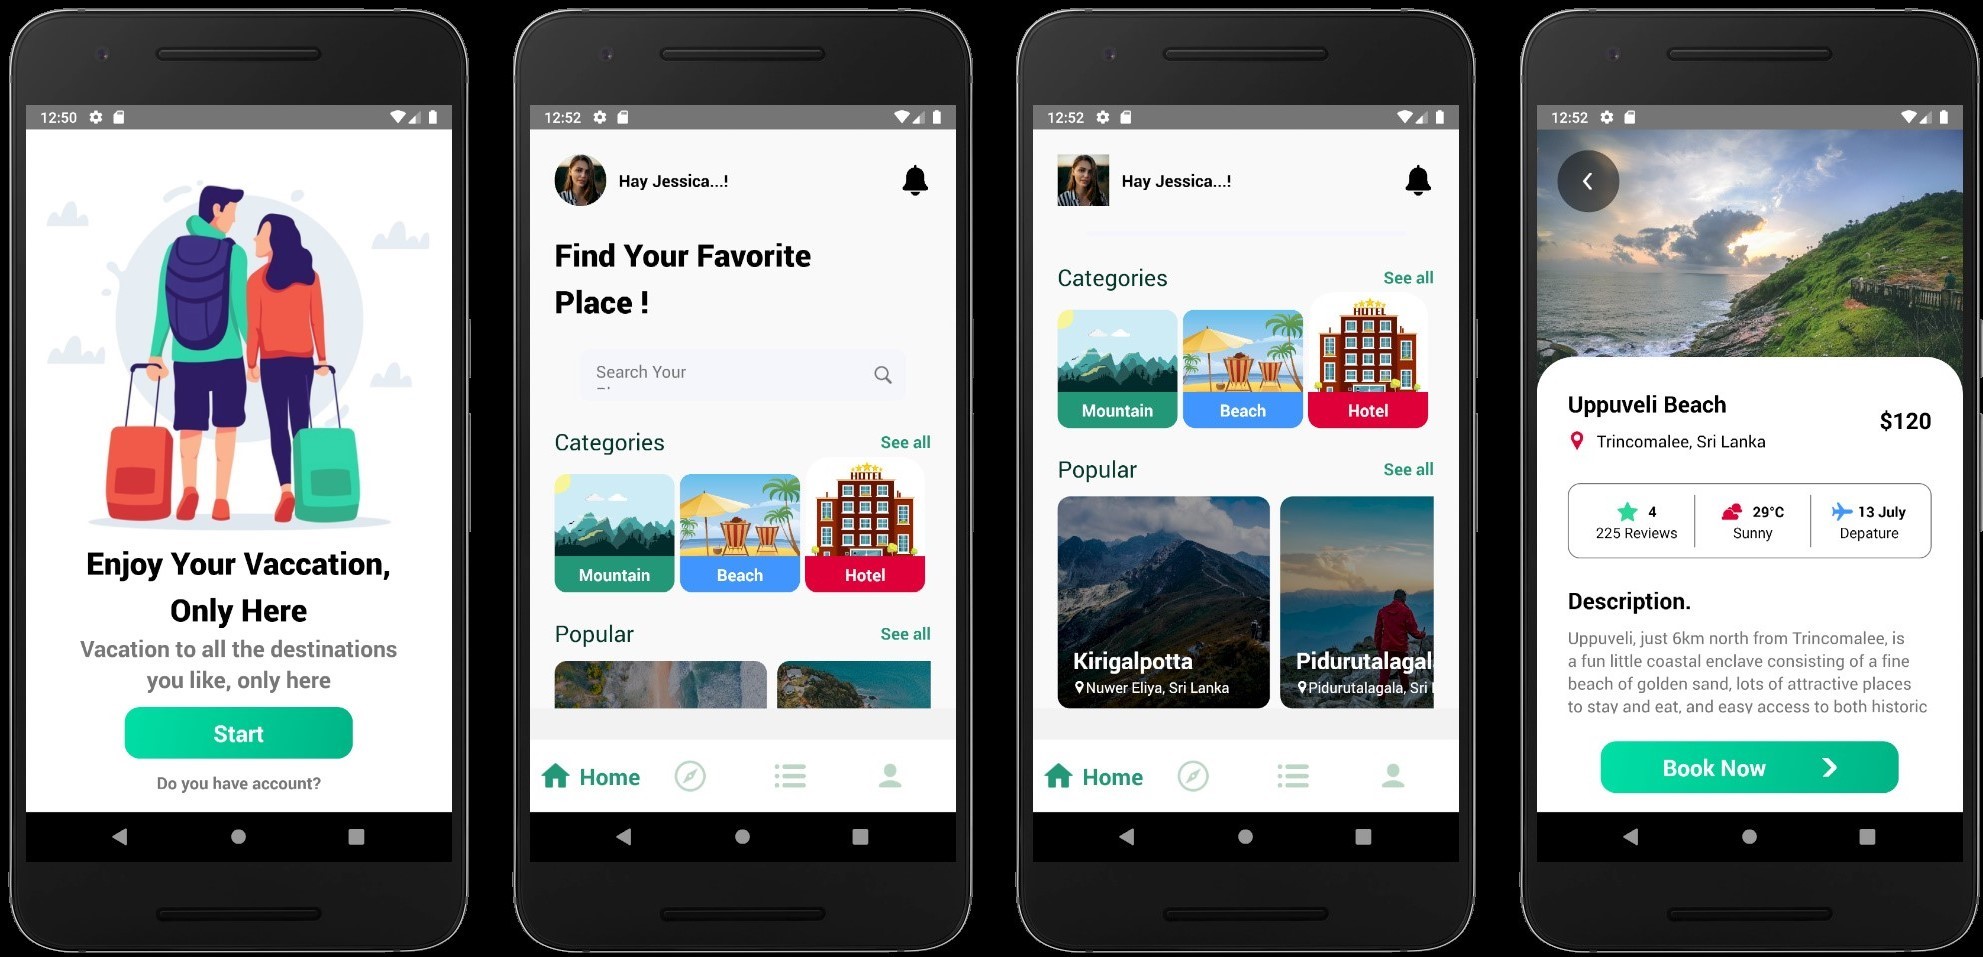 12:50
Enjoy Your Vaccation,
Only Here
Vacation to all the destinations
you like, only here
Start
Do you have account?
12:52
Hay Jessica...!
Find Your Favorite
Place !
Search Your
Categories
See all
HOTEL
Mountain
Beach
Hotel
Popular
See all
Home
12:52
Hay Jessica...!
Categories
See all
HOTEL
Mountain
Beach
Hotel
Popular
See all
Kirigalpotta
Nuwer Eliya, Sri Lanka
Pidurutalagal
Pidurutalagala, Sri
Home
12:52
Uppuveli Beach
$120
Trincomalee, Sri Lanka
4
225 Reviews
29°C
Sunny
13 July
Depature
Description.
Uppuveli, just 6km north from Trincomalee, is
a fun little coastal enclave consisting of a fine
beach of golden sand, lots of attractive places
to stay and eat, and easy access to both historic
Book Now